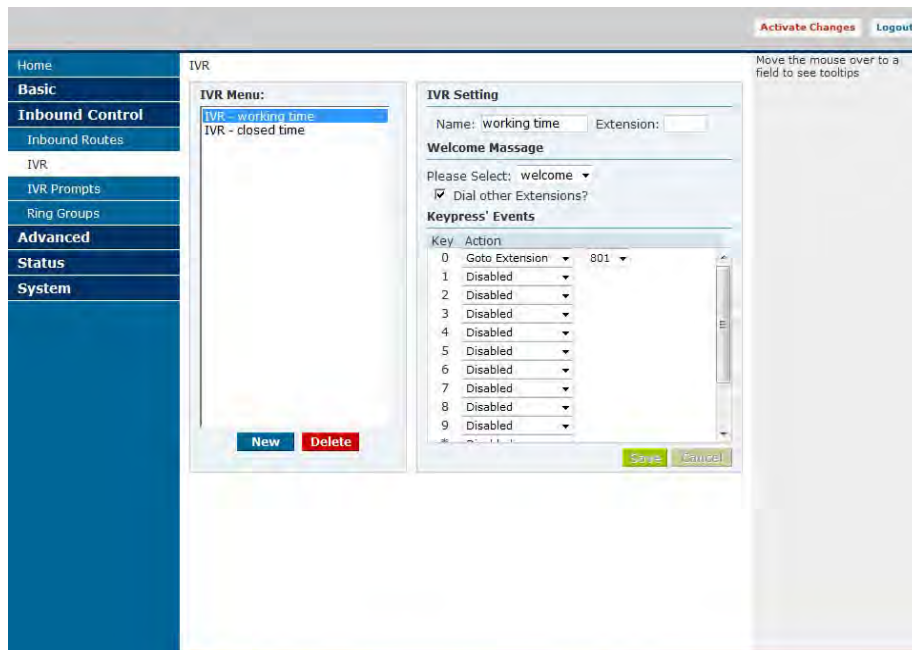 Activate Changes Logout
Home
Basic
Inbound Control
Inbound Routes
IVR
IVR Prompts
Ring Groups
Advanced
Status
System
IVR
IVR Menu:
IVR - working time
IVR - closed time
New Delete
IVR Setting
Name: working time Extension:
Welcome Massage
Please Select: welcome
Dial other Extensions?
Keypress' Events
Key Action
0 Goto Extension 801
1 Disabled
2 Disabled
3 Disabled
4 Disabled
5 Disabled
6 Disabled
7 Disabled
8 Disabled
9 Disabled
Save Cancel
Move the mouse over to a
field to see tooltips